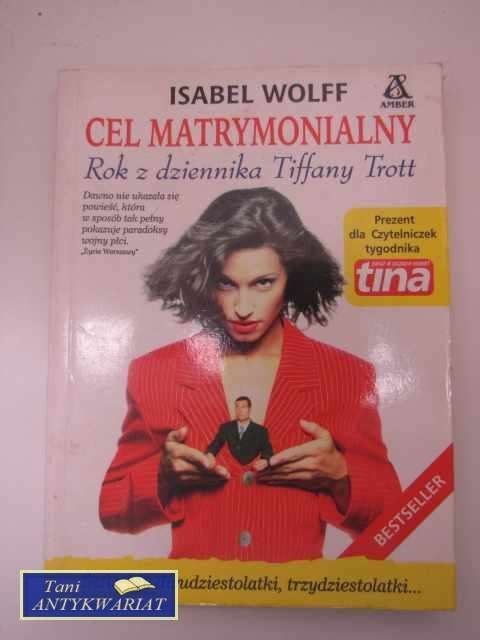 ISABEL WOLFF
AMBER
CEL MATRYMONIALNY
Rok z dziennika Tiffany Trott
Dawno nie ukazała się
powieść, która
w sposób tak pełny
pokazuje paradoksy
wojny płci.
„Życie Warszawy”
Prezent
dla Czytelniczek
tygodnika
tina
BESTSELLER
trzydziestolatki...
Tani
ANTYKWARIAT